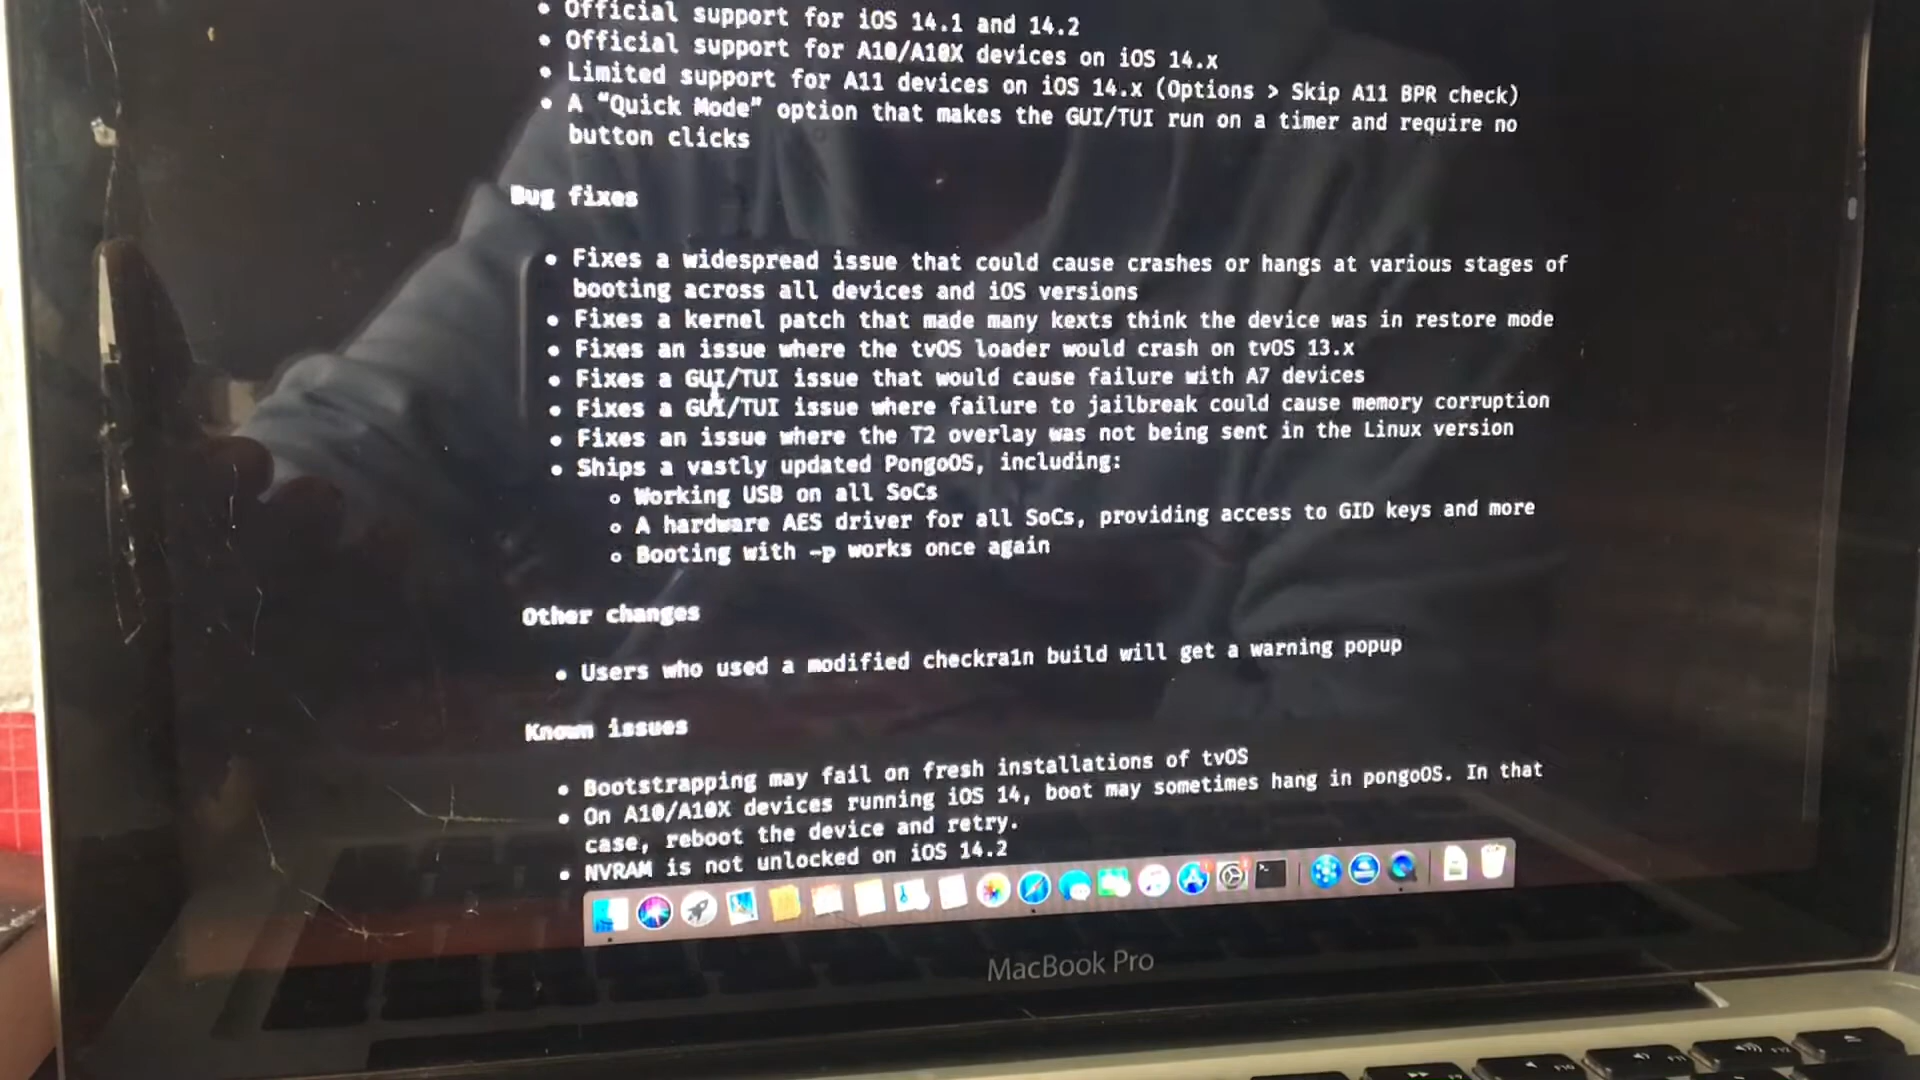 • Official support for iOS 14.1 and 14.2
• Official support for A10/A10X devices on iOS 14.x
• Limited support for A11 devices on iOS 14.x (Options > Skip A11 BPR check)
• A “Quick Mode” option that makes the GUI/TUI run on a timer and require no
button clicks
Bug fixes
• Fixes a widespread issue that could cause crashes or hangs at various stages of
booting across all devices and iOS versions
• Fixes a kernel patch that made many kexts think the device was in restore mode
• Fixes an issue where the tvOS loader would crash on tvOS 13.x
• Fixes a GUI/TUI issue that would cause failure with A7 devices
• Fixes a GUI/TUI issue where failure to jailbreak could cause memory corruption
• Fixes an issue where the T2 overlay was not being sent in the Linux version
• Ships a vastly updated PongoOS, including:
o Working USB on all SoCs
o A hardware AES driver for all SoCs, providing access to GID keys and more
o Booting with -p works once again
Other changes
• Users who used a modified checkra1n build will get a warning popup
Known issues
• Bootstrapping may fail on fresh installations of tvOS
• On A10/A10X devices running iOS 14, boot may sometimes hang in pongoOS. In that
case, reboot the device and retry.
• NVRAM is not unlocked on iOS 14.2
MacBook Pro